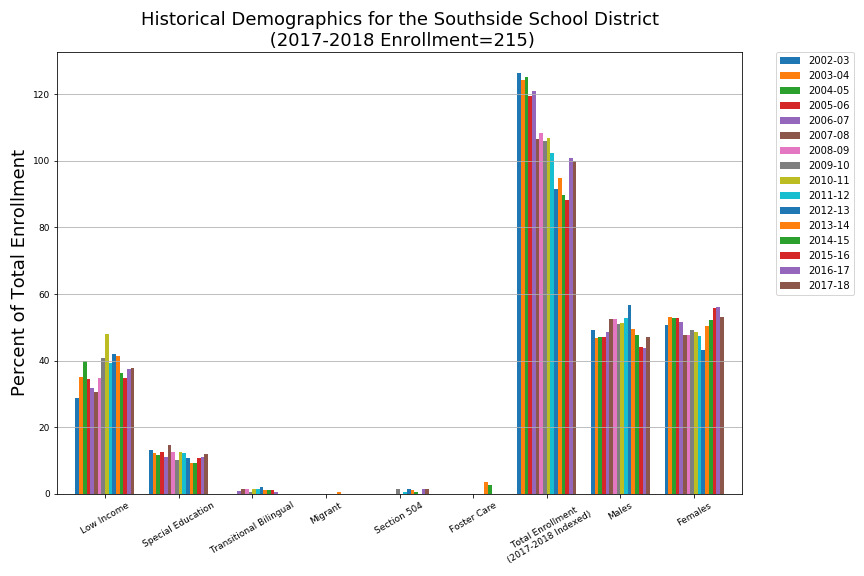 Historical Demographics for the Southside School District
(2017-2018 Enrollment=215)
Percent of Total Enrollment
120
100
80
60
40
20
0
Low Income
Special Education
Transitional Bilingual
Migrant
Section 504
Foster Care
Total Enrollment
(2017-2018 Indexed)
Males
Females
2002-03
2003-04
2004-05
2005-06
2006-07
2007-08
2008-09
2009-10
2010-11
2011-12
2012-13
2013-14
2014-15
2015-16
2016-17
2017-18